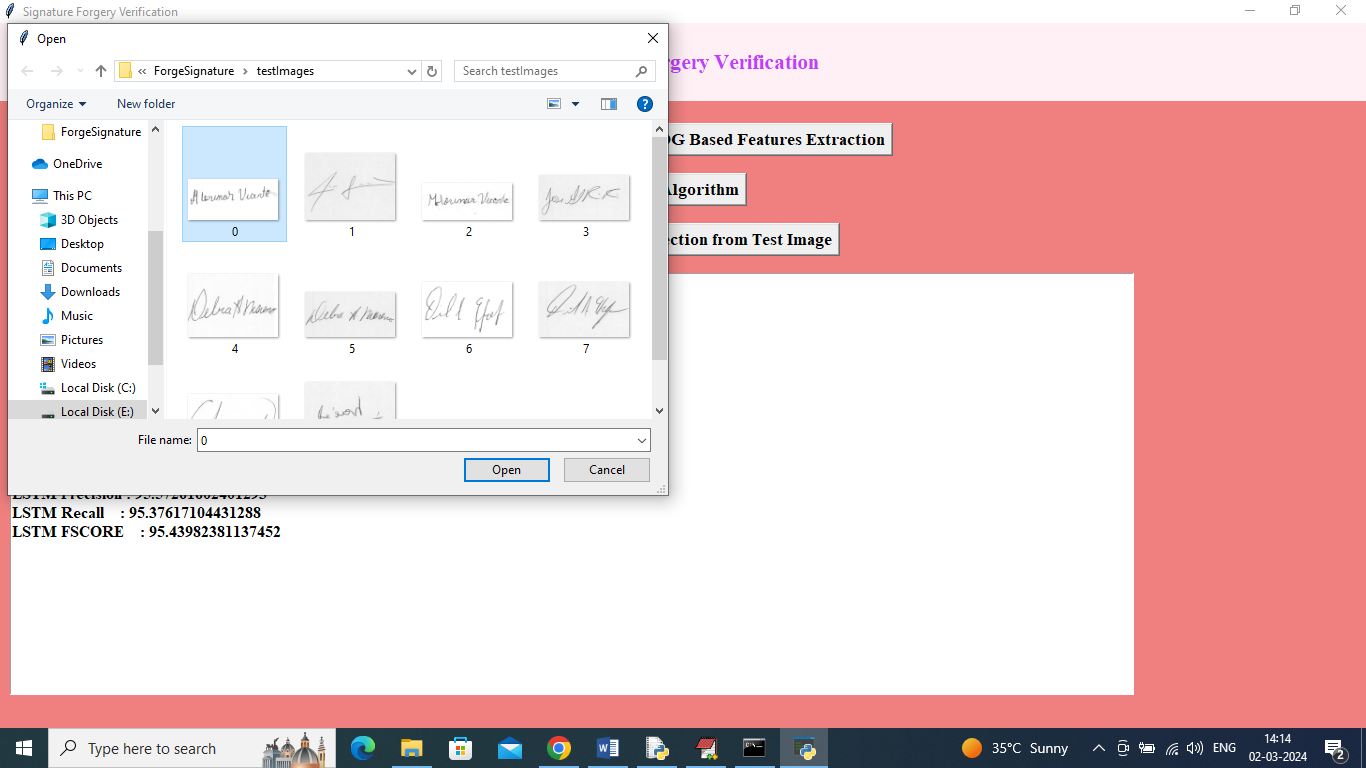 Signature Forgery Verification
Open
rgery Verification
« ForgeSignature > testImages
Search testImages
Organize
New folder
ForgeSignature
OneDrive
This PC
3D Objects
Desktop
Documents
Downloads
Music
Pictures
Videos
Local Disk (C:)
Local Disk (E:)
0
1
2
3
4
5
6
7
OG Based Features Extraction
Algorithm
ection from Test Image
File name: 0
Open
Cancel
LSTM Recall : 95.37617104431288
LSTM FSCORE : 95.43982381137452
Type here to search
35°C Sunny
ENG
14:14
02-03-2024
2